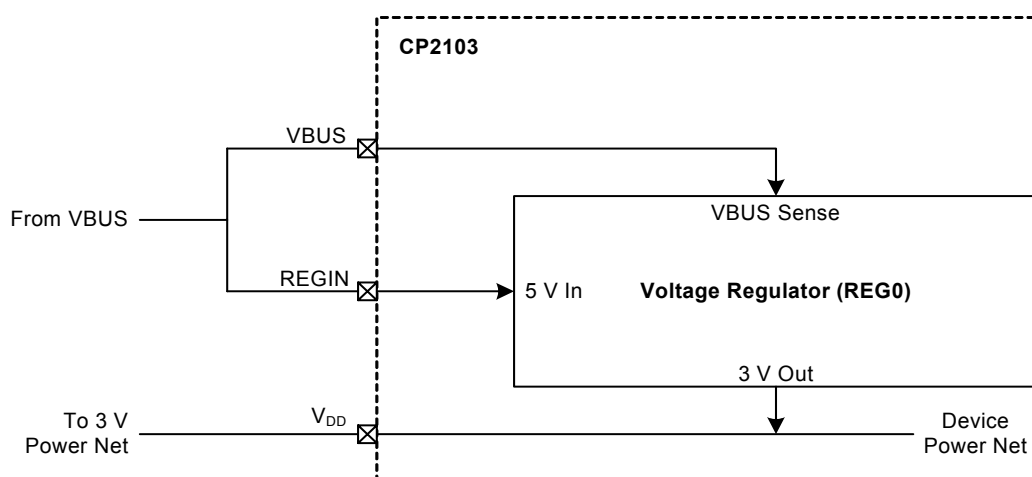 CP2103
VBUS
From VBUS
VBUS Sense
REGIN
5 V In
Voltage Regulator (REG0)
3 V Out
To 3 V
Power Net
VDD
Device
Power Net